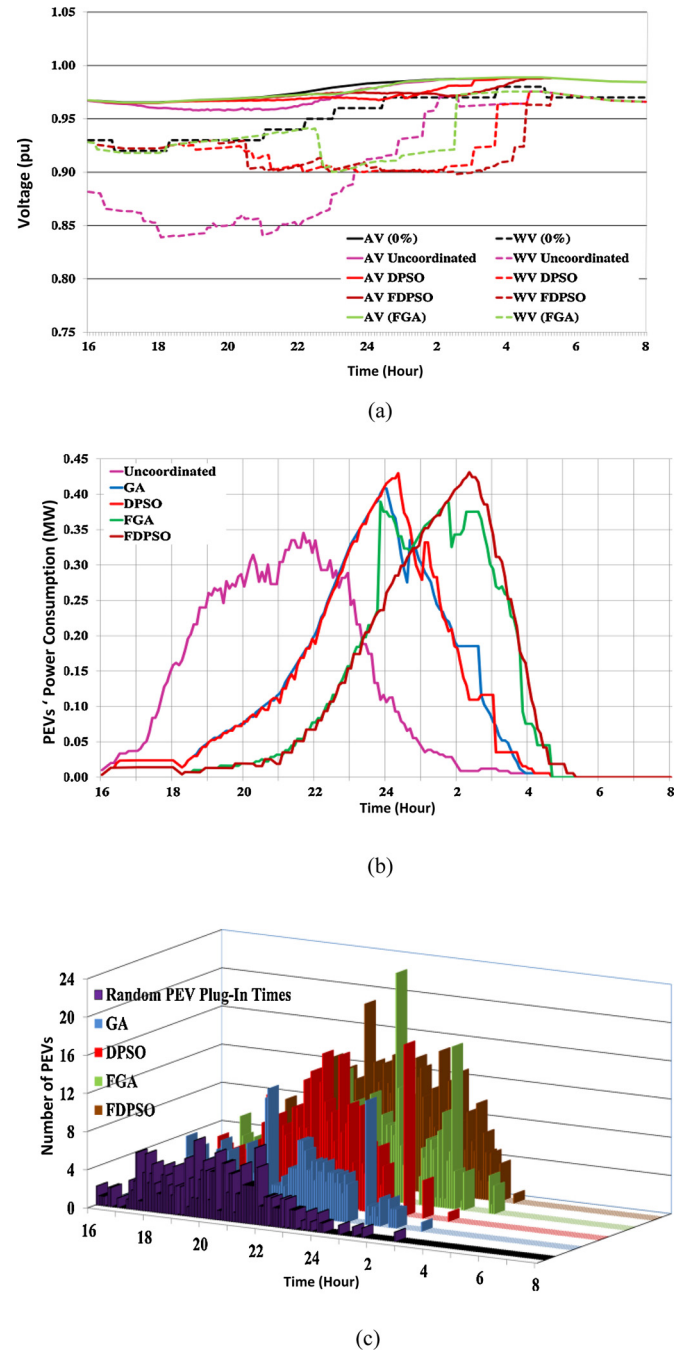 1.05
1.00
0.95
0.90
0.85
0.80
0.75
Voltage (pu)
AV (0%) WV (0%)
AV Uncoordinated WV Uncoordinated
AV DPSO WV DPSO
AV FDPSO WV FDPSO
AV (FGA) WV (FGA)
16 18 20 22 24 2 4 6 8
Time (Hour)
(a)
0.45
0.40
0.35
0.30
0.25
0.20
0.15
0.10
0.05
0.00
PEVs ‘ Power Consumption (MW)
Uncoordinated
GA
DPSO
FGA
FDPSO
16 18 20 22 24 2 4 6 8
Time (Hour)
(b)
24
20
16
12
8
4
0
Number of PEVs
Random PEV Plug-In Times
GA
DPSO
FGA
FDPSO
16 18 20 22 24 2 4 6 8
Time (Hour)
(c)